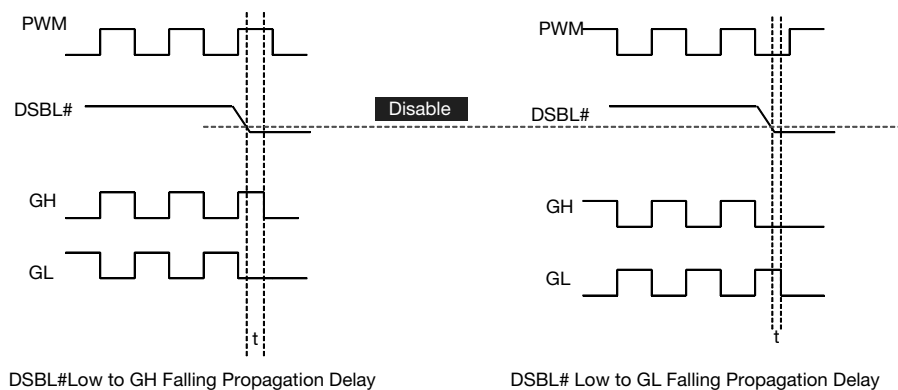 PWM
DSBL#
GH
GL
t
DSBL#Low to GH Falling Propagation Delay
Disable
PWM
DSBL#
GH
GL
t
DSBL# Low to GL Falling Propagation Delay